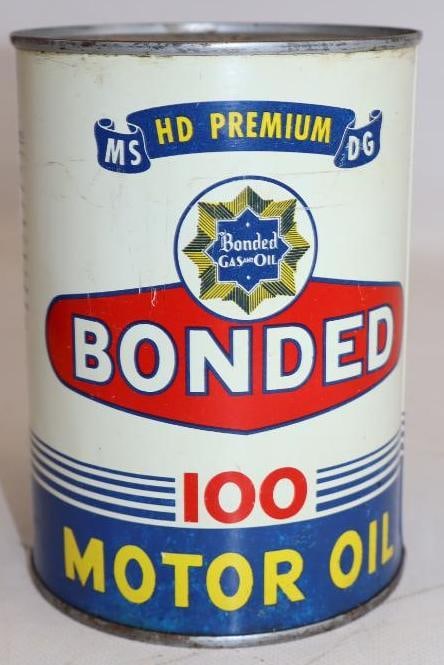 HD PREMIUM
MS DG
Bonded
GAS AND OIL
BONDED
100
MOTOR OIL